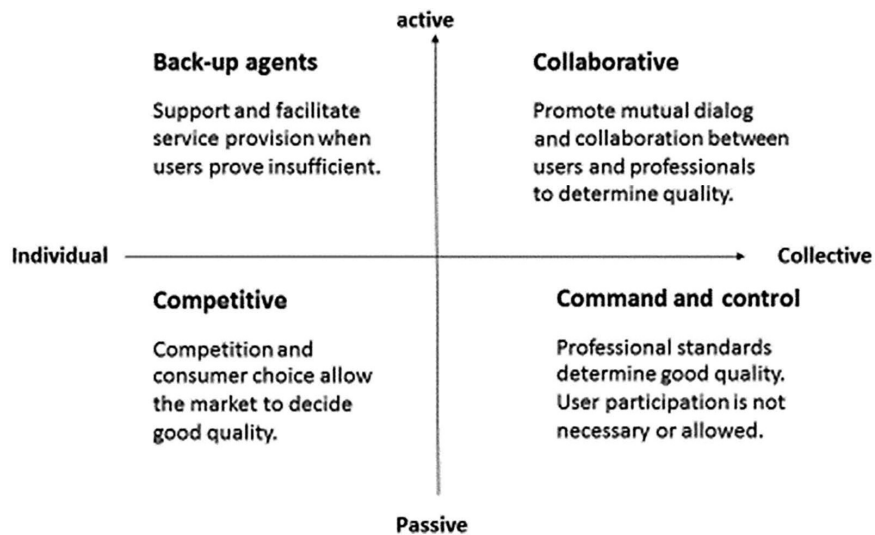 active
Back-up agents
Support and facilitate
service provision when
users prove insufficient.
Collaborative
Promote mutual dialog
and collaboration between
users and professionals
to determine quality.
Individual
Collective
Competitive
Competition and
consumer choice allow
the market to decide
good quality.
Command and control
Professional standards
determine good quality.
User participation is not
necessary or allowed.
Passive